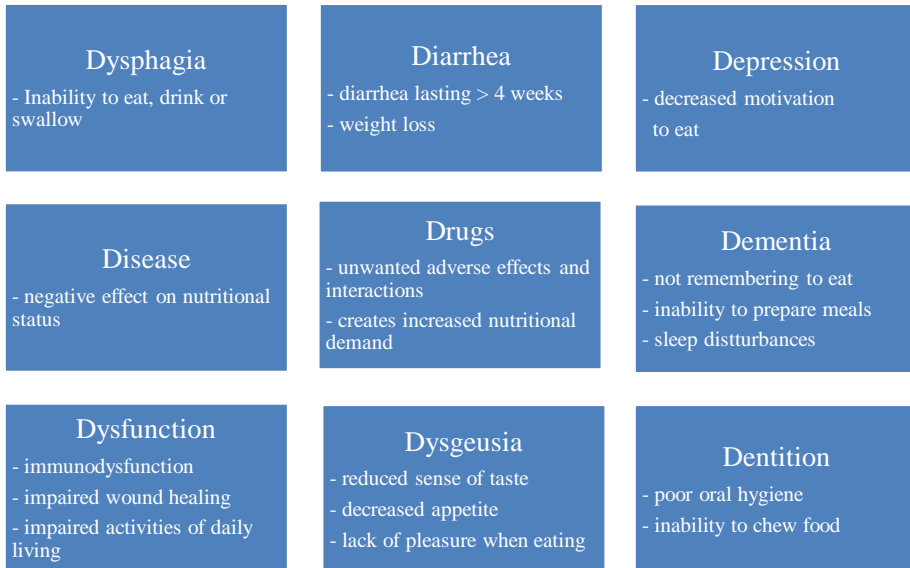 Dysphagia
- Inability to eat, drink or
swallow
Diarrhea
- diarrhea lasting > 4 weeks
- weight loss
Depression
- decreased motivation
to eat
Disease
- negative effect on nutritional
status
Drugs
- unwanted adverse effects and
interactions
- creates increased nutritional
demand
Dementia
- not remembering to eat
- inability to prepare meals
- sleep distturbances
Dysfunction
- immunodysfunction
- impaired wound healing
- impaired activities of daily
living
Dysgeusia
- reduced sense of taste
- decreased appetite
- lack of pleasure when eating
Dentition
- poor oral hygiene
- inability to chew food